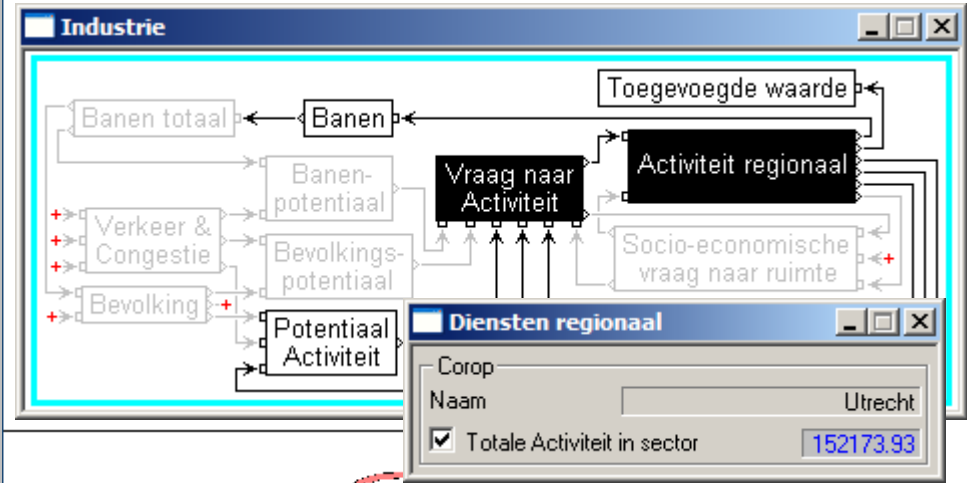 Industrie
Toegevoegde waarde
Banen totaal
Banen
Activiteit regionaal
Banen-
potentiaal
Vraag naar
Activiteit
Verkeer &
Congestie
Bevolkings-
potentiaal
Socio-economische
vraag naar ruimte
Bevolking
Potentiaal
Activiteit
Diensten regionaal
Corop
Naam Utrecht
Totale Activiteit in sector 152173.93